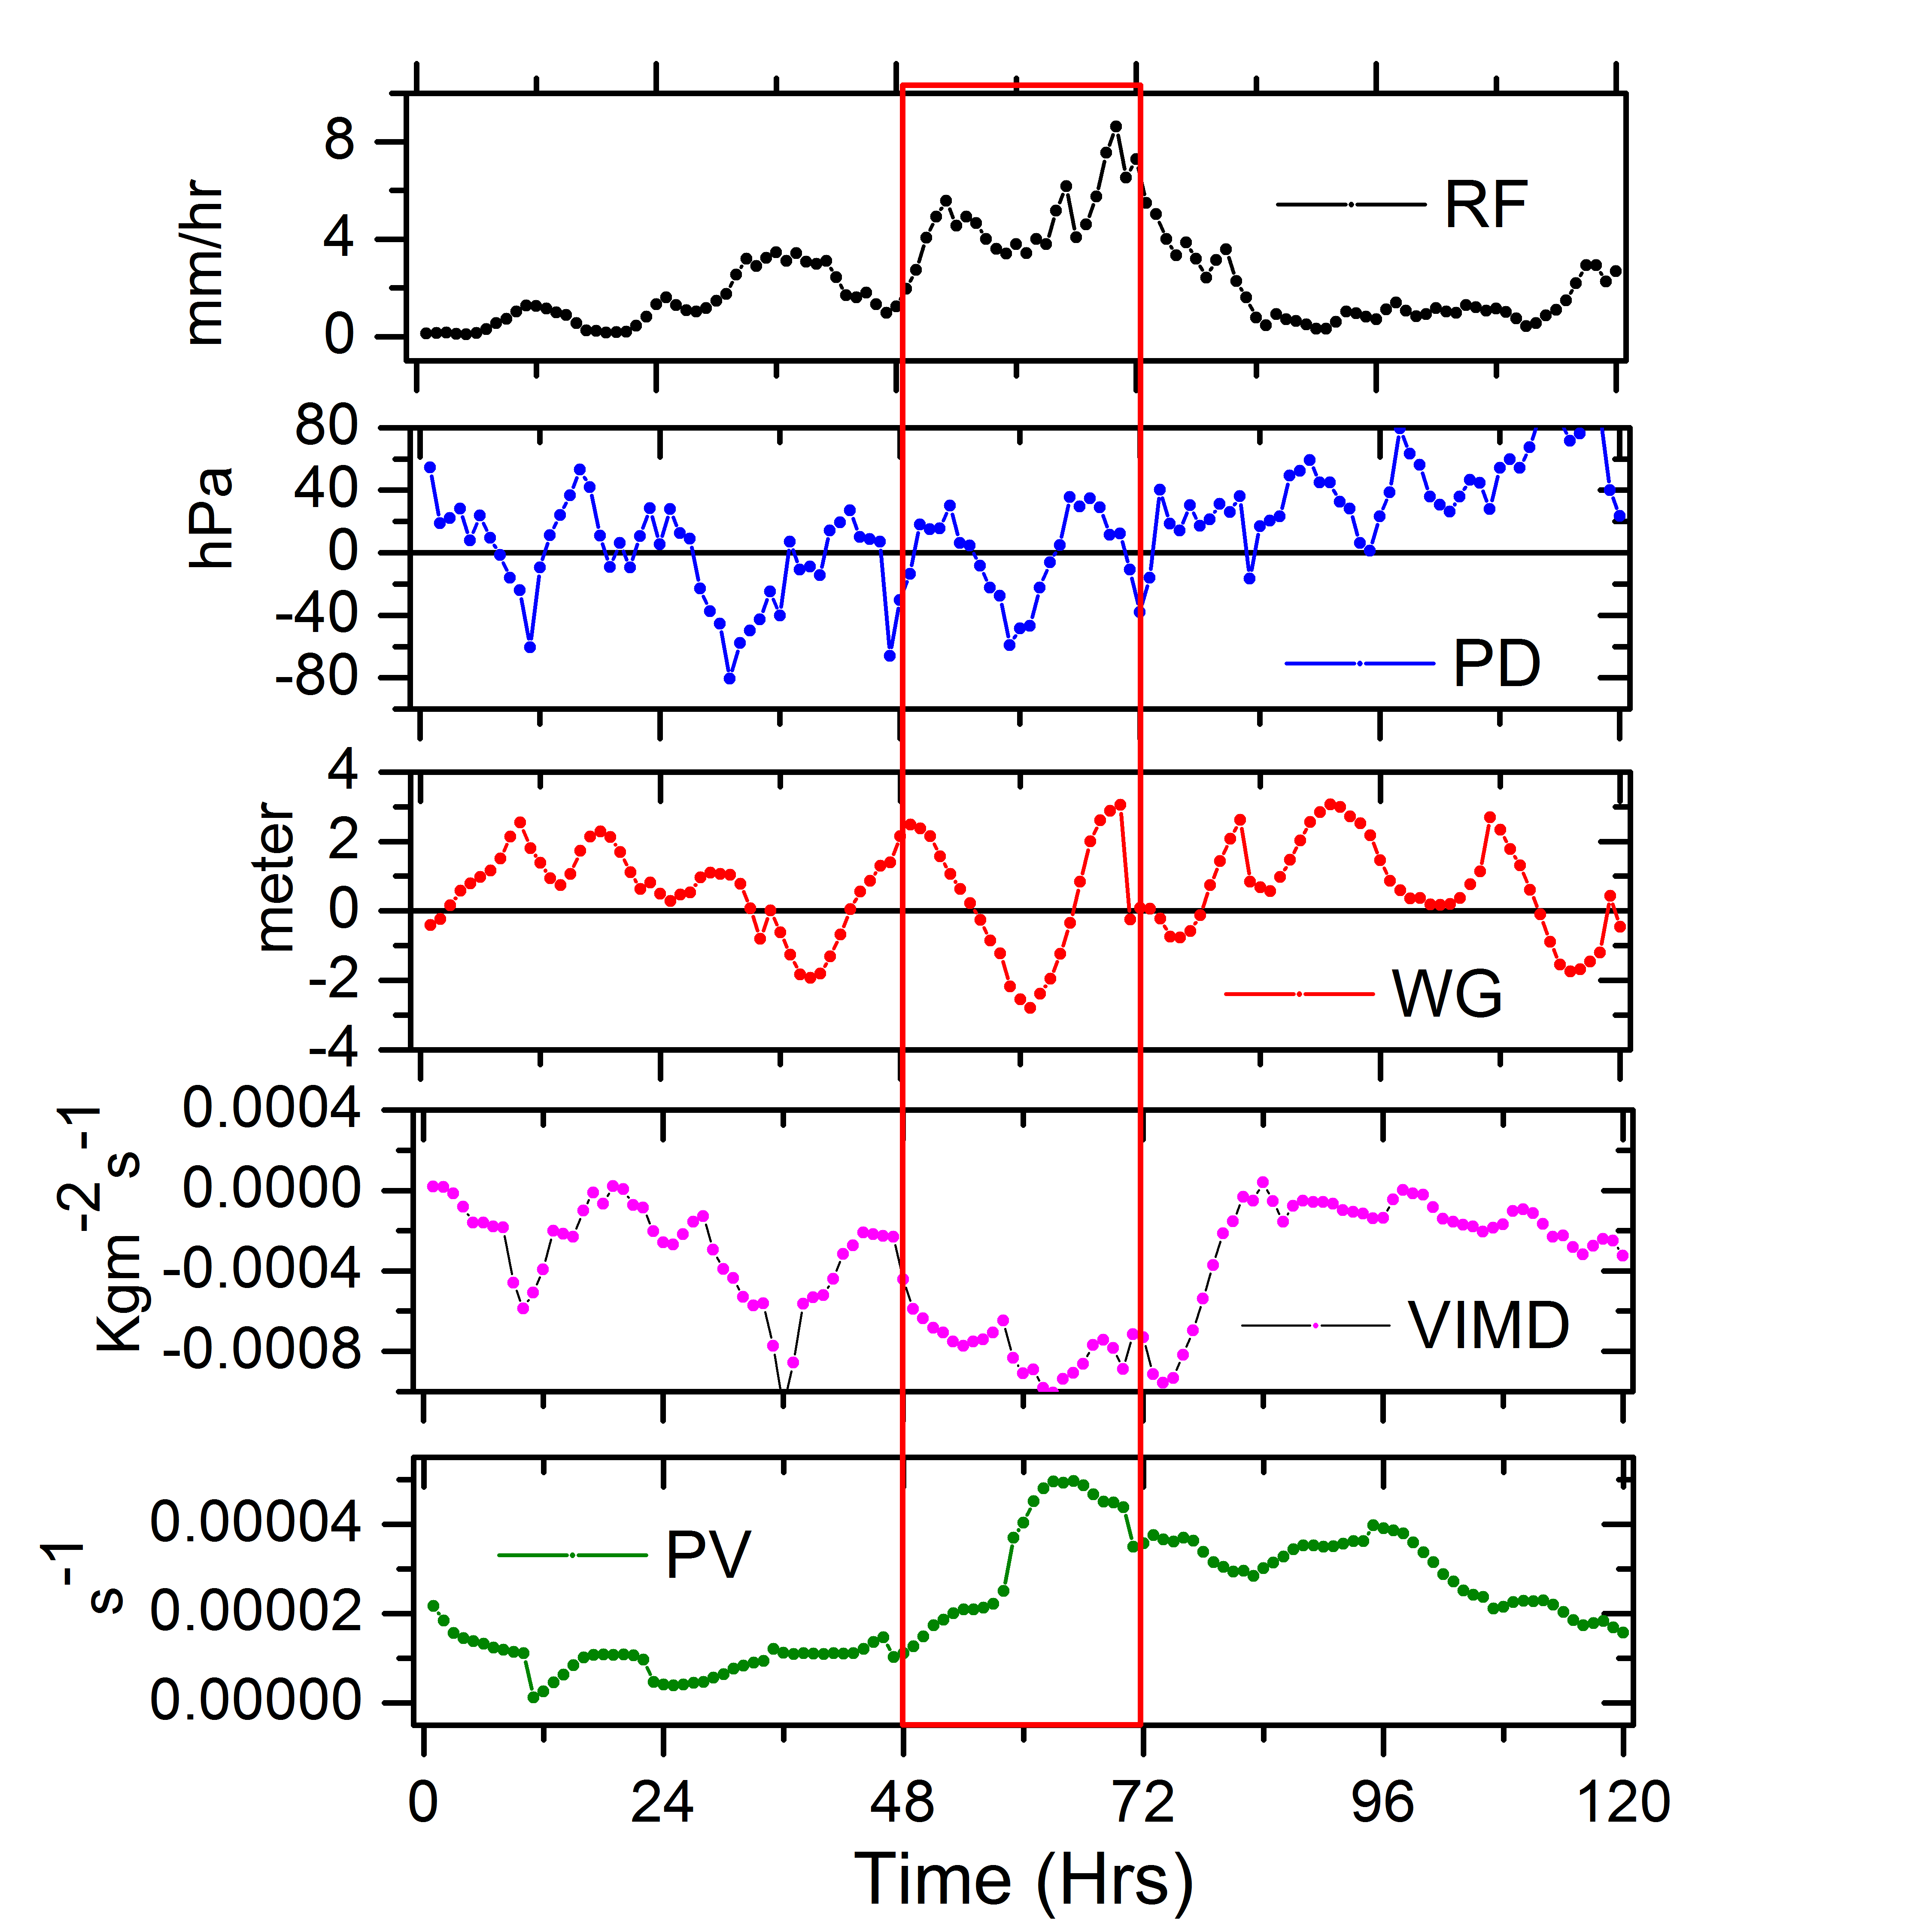 8
4
0
mm/hr
RF
80
40
0
-40
-80
hPa
PD
4
2
0
-2
-4
meter
WG
0.0004
0.0000
-0.0004
-0.0008
Kgm-2s-1
VIMD
0.00004
0.00002
0.00000
s-1
PV
0 24 48 72 96 120
Time (Hrs)